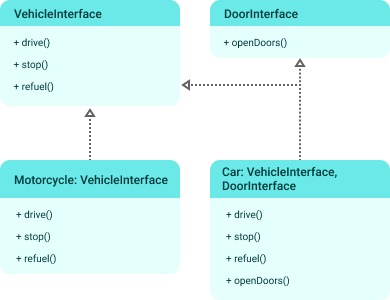 VehicleInterface
+ drive()
+ stop()
+ refuel()
DoorInterface
+ openDoors()
Motorcycle: VehicleInterface
+ drive()
+ stop()
+ refuel()
Car: VehicleInterface,
DoorInterface
+ drive()
+ stop()
+ refuel()
+ openDoors()